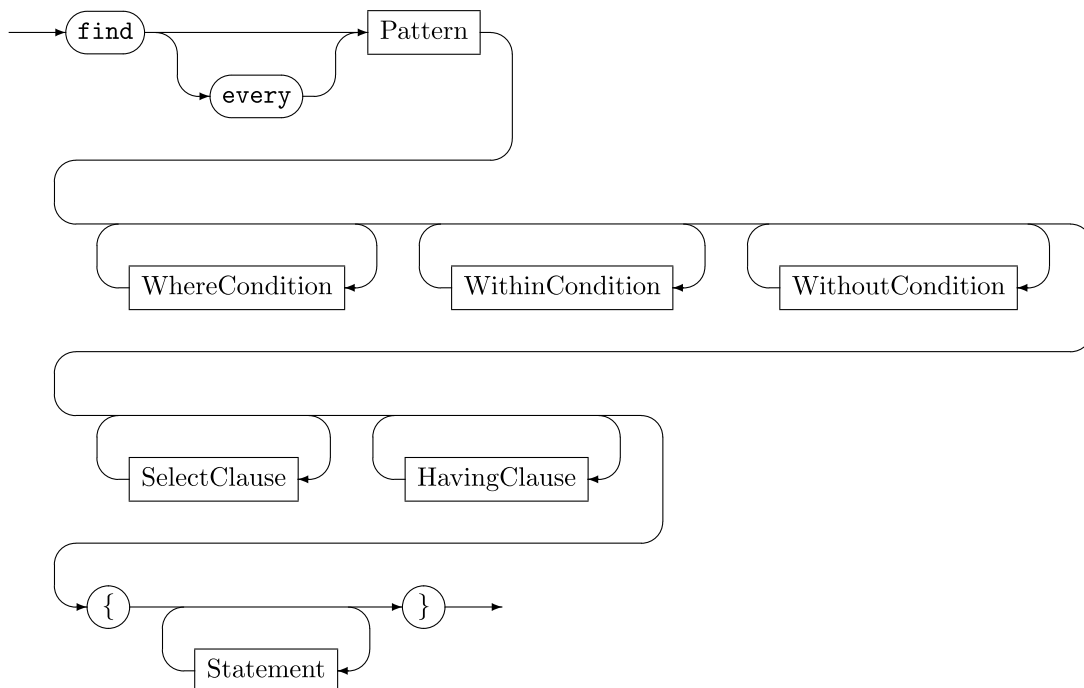 find Pattern
every
WhereCondition WithinCondition WithoutCondition
SelectClause HavingClause
{ }
Statement